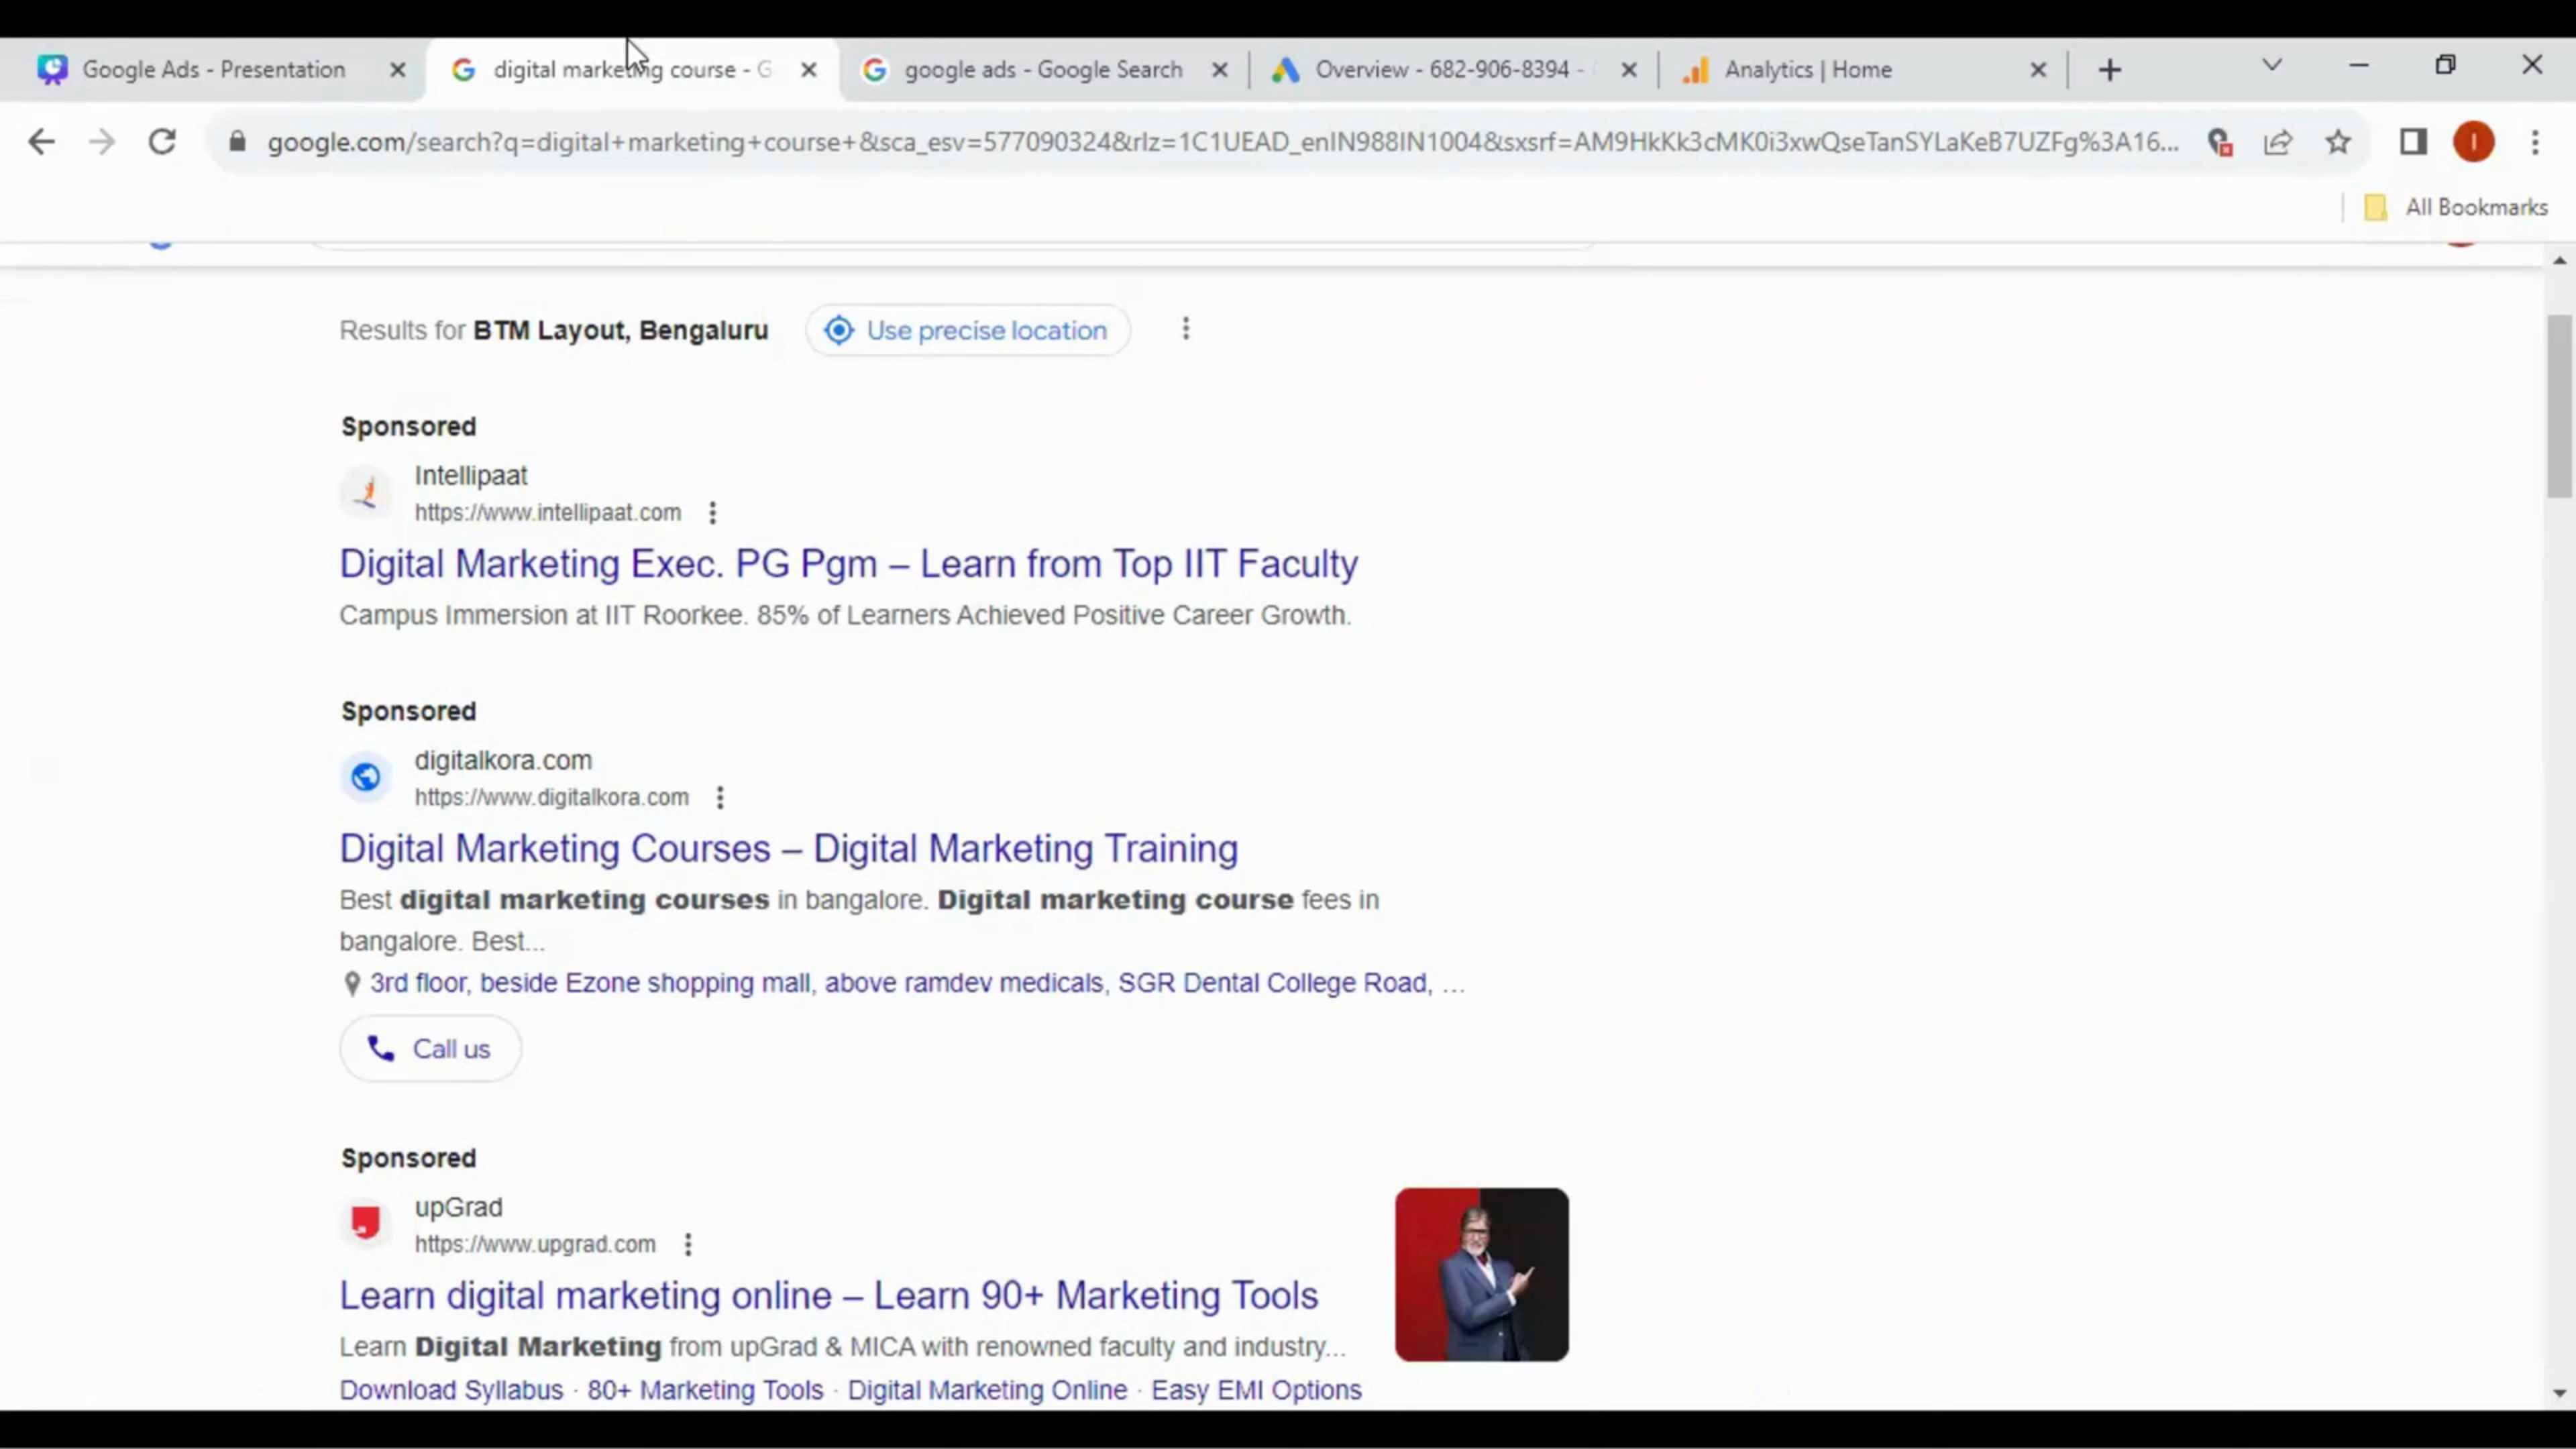 Google Ads - Presentation
digital marketing course - G
google ads - Google Search
Overview - 682-906-8394 -
Analytics | Home
google.com/search?q=digital+marketing+course+&sca_esv=577090324&rlz=1C1UEAD_enIN988IN1004&sxsrf=AM9HkKk3cMK0i3xwQseTanSYLaKeB7UZFg%3A16...
I
All Bookmarks
Results for BTM Layout, Bengaluru
Use precise location
Sponsored
Intellipaat
https://www.intellipaat.com
Digital Marketing Exec. PG Pgm – Learn from Top IIT Faculty
Campus Immersion at IIT Roorkee. 85% of Learners Achieved Positive Career Growth.
Sponsored
digitalkora.com
https://www.digitalkora.com
Digital Marketing Courses – Digital Marketing Training
Best digital marketing courses in bangalore. Digital marketing course fees in
bangalore. Best...
3rd floor, beside Ezone shopping mall, above ramdev medicals, SGR Dental College Road, ...
Call us
Sponsored
upGrad
https://www.upgrad.com
Learn digital marketing online – Learn 90+ Marketing Tools
Learn Digital Marketing from upGrad & MICA with renowned faculty and industry...
Download Syllabus · 80+ Marketing Tools · Digital Marketing Online · Easy EMI Options